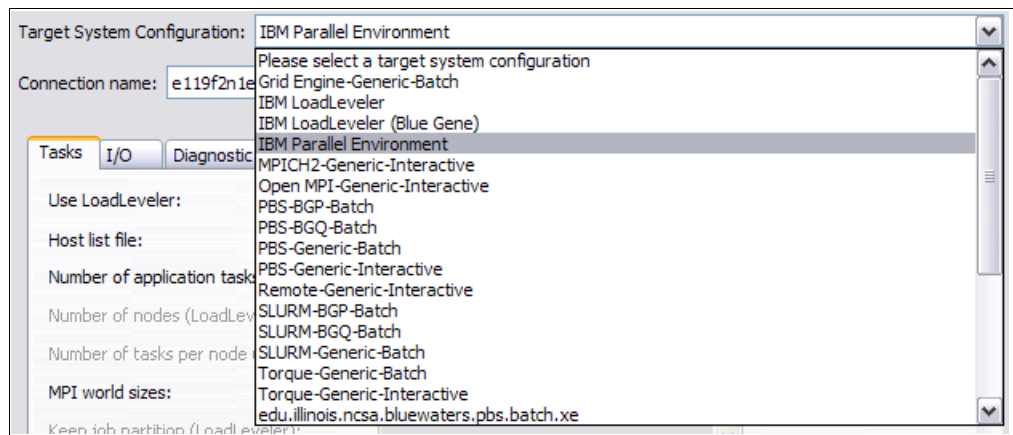 Target System Configuration: IBM Parallel Environment
Please select a target system configuration
Connection name: e119f2n1e Grid Engine-Generic-Batch
IBM LoadLeveler
IBM LoadLeveler (Blue Gene)
IBM Parallel Environment
Tasks I/O Diagnostic MPICH2-Generic-Interactive
Open MPI-Generic-Interactive
Use LoadLeveler: PBS-BGP-Batch
PBS-BGQ-Batch
Host list file: PBS-Generic-Batch
PBS-Generic-Interactive
Number of application task Remote-Generic-Interactive
SLURM-BGP-Batch
Number of nodes (LoadLev SLURM-BGQ-Batch
Number of tasks per node SLURM-Generic-Batch
Torque-Generic-Batch
MPI world sizes: Torque-Generic-Interactive
edu.illinois.ncsa.bluewaters.pbs.batch.xe
Keep job partition (LoadLeveler):